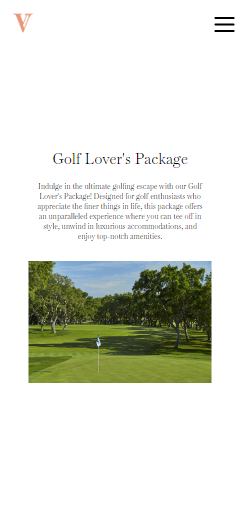 V
Golf Lover's Package
Indulge in the ultimate golfing escape with our Golf
Lover's Package! Designed for golf enthusiasts who
appreciate the finer things in life, this package offers
an unparalleled experience where you can tee off in
style, unwind in luxurious accommodations, and
enjoy top-notch amenities.